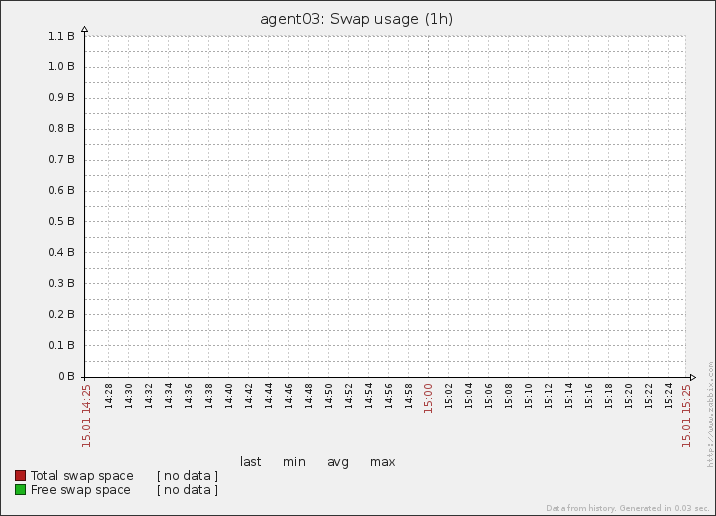 agent03: Swap usage (1h)
1.1 B
1.0 B
0.9 B
0.8 B
0.7 B
0.6 B
0.5 B
0.4 B
0.3 B
0.2 B
0.1 B
0 B
15.01 14:25 14:28 14:30 14:32 14:34 14:36 14:38 14:40 14:42 14:44 14:46 14:48 14:50 14:52 14:54 14:56 14:58 15:00 15:02 15:04 15:06 15:08 15:10 15:12 15:14 15:16 15:18 15:20 15:22 15:24 15.01 15:25
last min avg max
Total swap space [ no data ]
Free swap space [ no data ]
http://www.zabbix.com
Data from history. Generated in 0.03 sec.